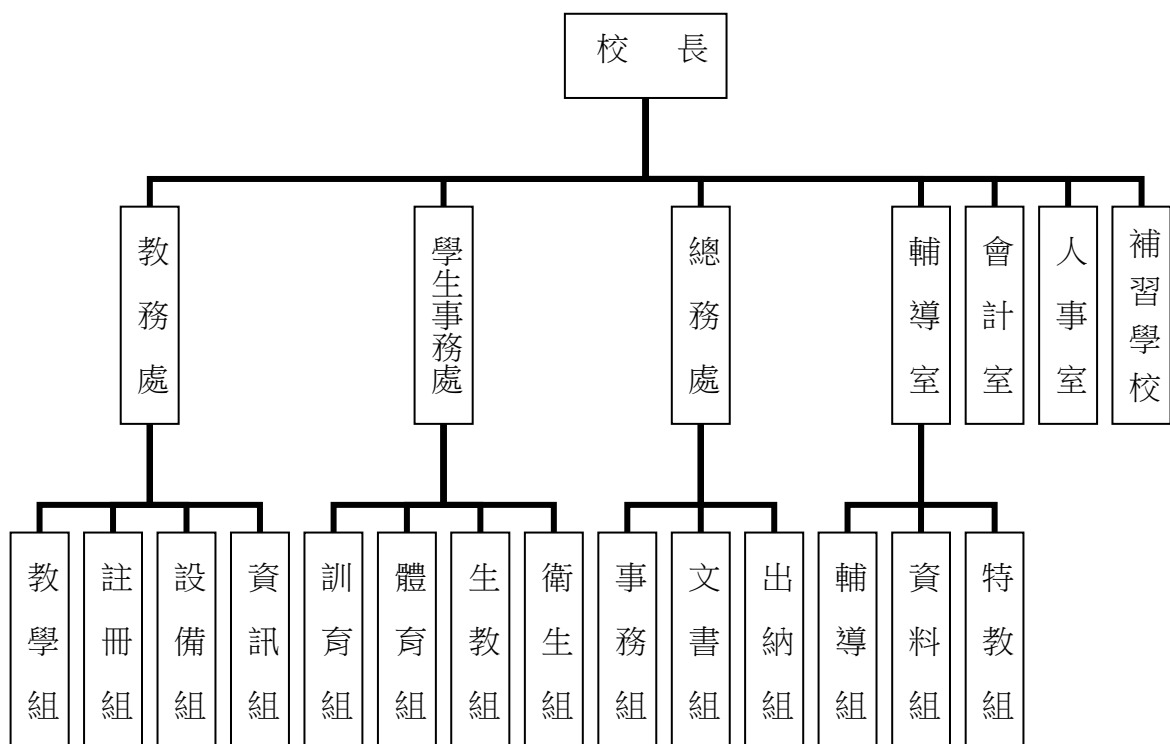 校長
教務處
學生事務處
總務處
輔導室
會計室
人事室
補習學校
教學組
註冊組
設備組
資訊組
訓育組
體育組
生教組
衛生組
事務組
文書組
出納組
輔導組
資料組
特教組